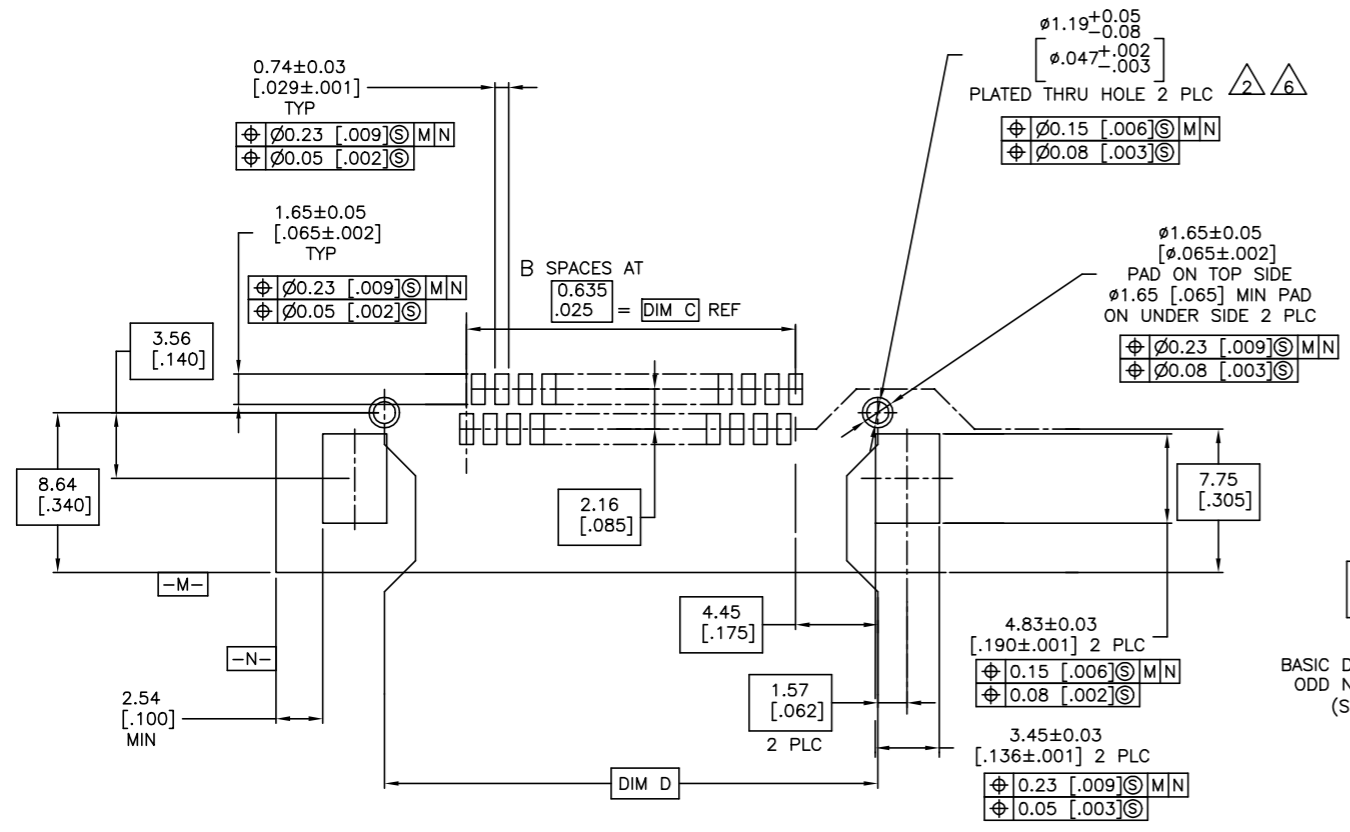 0.74±0.03
[.029±.001]
TYP
⌖ Ø0.23 [.009]Ⓢ M N
⌖ Ø0.05 [.002]Ⓢ
1.65±0.05
[.065±.002]
TYP
⌖ Ø0.23 [.009]Ⓢ M N
⌖ Ø0.05 [.002]Ⓢ
B SPACES AT
0.635
.025 = DIM C REF
ø1.19+0.05
-0.08
[ø.047+.002
-.003]
PLATED THRU HOLE 2 PLC 2 6
⌖ Ø0.15 [.006]Ⓢ M N
⌖ Ø0.08 [.003]Ⓢ
ø1.65±0.05
[ø.065±.002]
PAD ON TOP SIDE
ø1.65 [.065] MIN PAD
ON UNDER SIDE 2 PLC
⌖ Ø0.23 [.009]Ⓢ M N
⌖ Ø0.08 [.003]Ⓢ
3.56
[.140]
8.64
[.340]
2.16
[.085]
7.75
[.305]
-M-
-N-
2.54
[.100]
MIN
4.45
[.175]
1.57
[.062]
2 PLC
4.83±0.03
[.190±.001] 2 PLC
⌖ 0.15 [.006]Ⓢ M N
⌖ 0.08 [.002]Ⓢ
3.45±0.03
[.136±.001] 2 PLC
⌖ 0.23 [.009]Ⓢ M N
⌖ 0.05 [.003]Ⓢ
DIM D
BASIC D
ODD N
(S